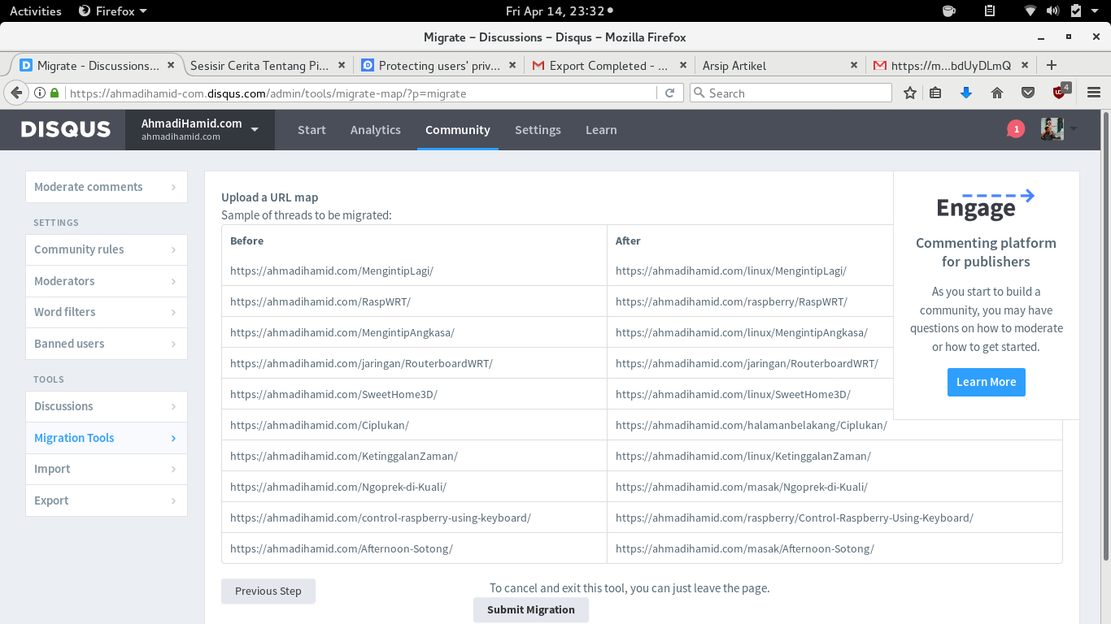 Activities Firefox Fri Apr 14, 23:32
Migrate – Discussions – Disqus – Mozilla Firefox
Migrate - Discussions... × Sesisir Cerita Tentang Pi... × Protecting users' priv... × Export Completed - ... × Arsip Artikel × https://m...bdUyDLmQ × +
https://ahmadihamid-com.disqus.com/admin/tools/migrate-map/?p=migrate Search 4
DISQUS
AhmadiHamid.com
ahmadihamid.com
Start Analytics Community Settings Learn 1
Moderate comments
SETTINGS
Community rules
Moderators
Word filters
Banned users
TOOLS
Discussions
Migration Tools
Import
Export
Upload a URL map
Sample of threads to be migrated:
Before After
https://ahmadihamid.com/MengintipLagi/ https://ahmadihamid.com/linux/MengintipLagi/
https://ahmadihamid.com/RaspWRT/ https://ahmadihamid.com/raspberry/RaspWRT/
https://ahmadihamid.com/MengintipAngkasa/ https://ahmadihamid.com/linux/MengintipAngkasa/
https://ahmadihamid.com/jaringan/RouterboardWRT/ https://ahmadihamid.com/jaringan/RouterboardWRT/
https://ahmadihamid.com/SweetHome3D/ https://ahmadihamid.com/linux/SweetHome3D/
https://ahmadihamid.com/Ciplukan/ https://ahmadihamid.com/halamanbelakang/Ciplukan/
https://ahmadihamid.com/KetinggalanZaman/ https://ahmadihamid.com/linux/KetinggalanZaman/
https://ahmadihamid.com/Ngoprek-di-Kuali/ https://ahmadihamid.com/masak/Ngoprek-di-Kuali/
https://ahmadihamid.com/control-raspberry-using-keyboard/ https://ahmadihamid.com/raspberry/Control-Raspberry-Using-Keyboard/
https://ahmadihamid.com/Afternoon-Sotong/ https://ahmadihamid.com/masak/Afternoon-Sotong/
Previous Step
To cancel and exit this tool, you can just leave the page.
Submit Migration
Engage
Commenting platform
for publishers
As you start to build a
community, you may have
questions on how to moderate
or how to get started.
Learn More